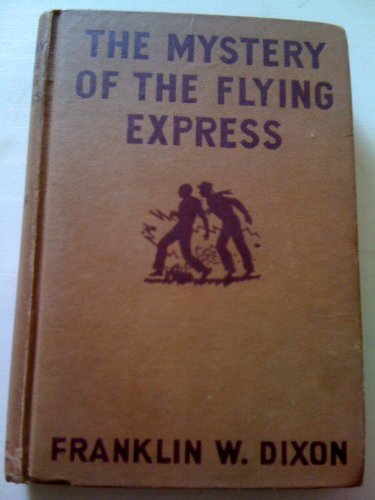 THE MYSTERY
OF THE FLYING
EXPRESS
FRANKLIN W. DIXON